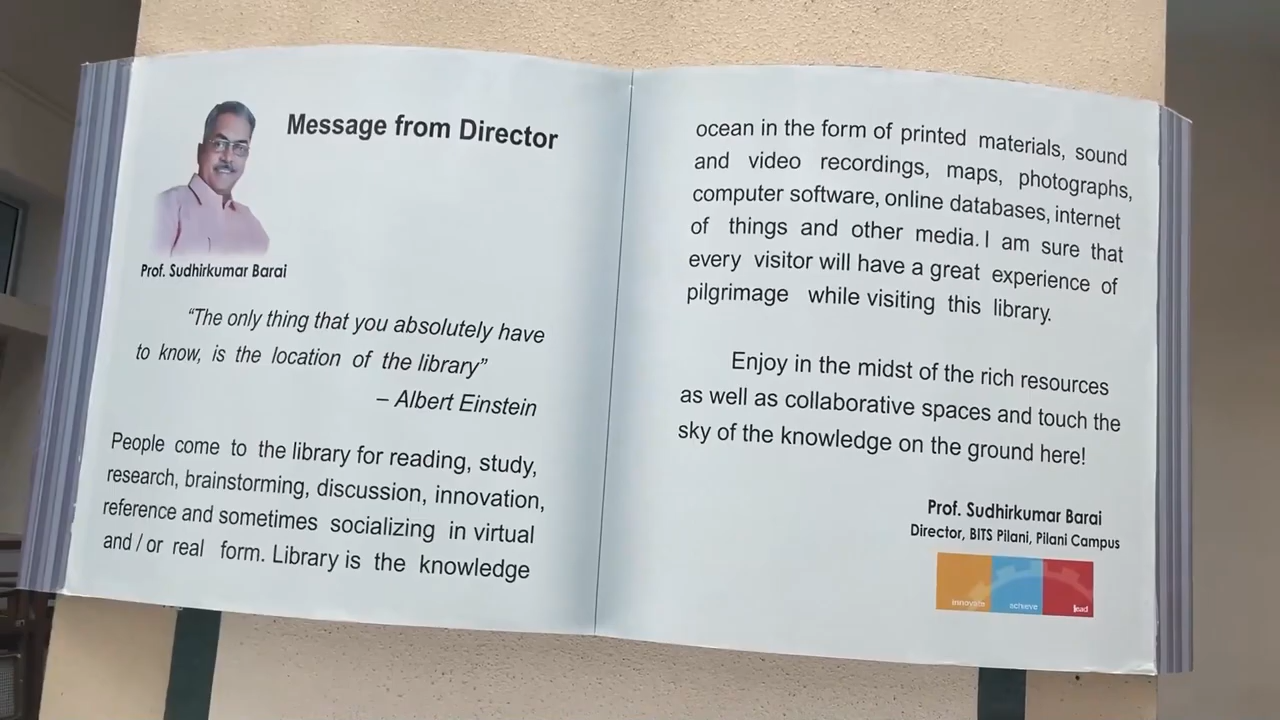 Message from Director
Prof. Sudhirkumar Barai
“The only thing that you absolutely have
to know, is the location of the library”
– Albert Einstein
People come to the library for reading, study,
research, brainstorming, discussion, innovation,
reference and sometimes socializing in virtual
and / or real form. Library is the knowledge
ocean in the form of printed materials, sound
and video recordings, maps, photographs,
computer software, online databases, internet
of things and other media. I am sure that
every visitor will have a great experience of
pilgrimage while visiting this library.
Enjoy in the midst of the rich resources
as well as collaborative spaces and touch the
sky of the knowledge on the ground here!
Prof. Sudhirkumar Barai
Director, BITS Pilani, Pilani Campus
innovate achieve lead